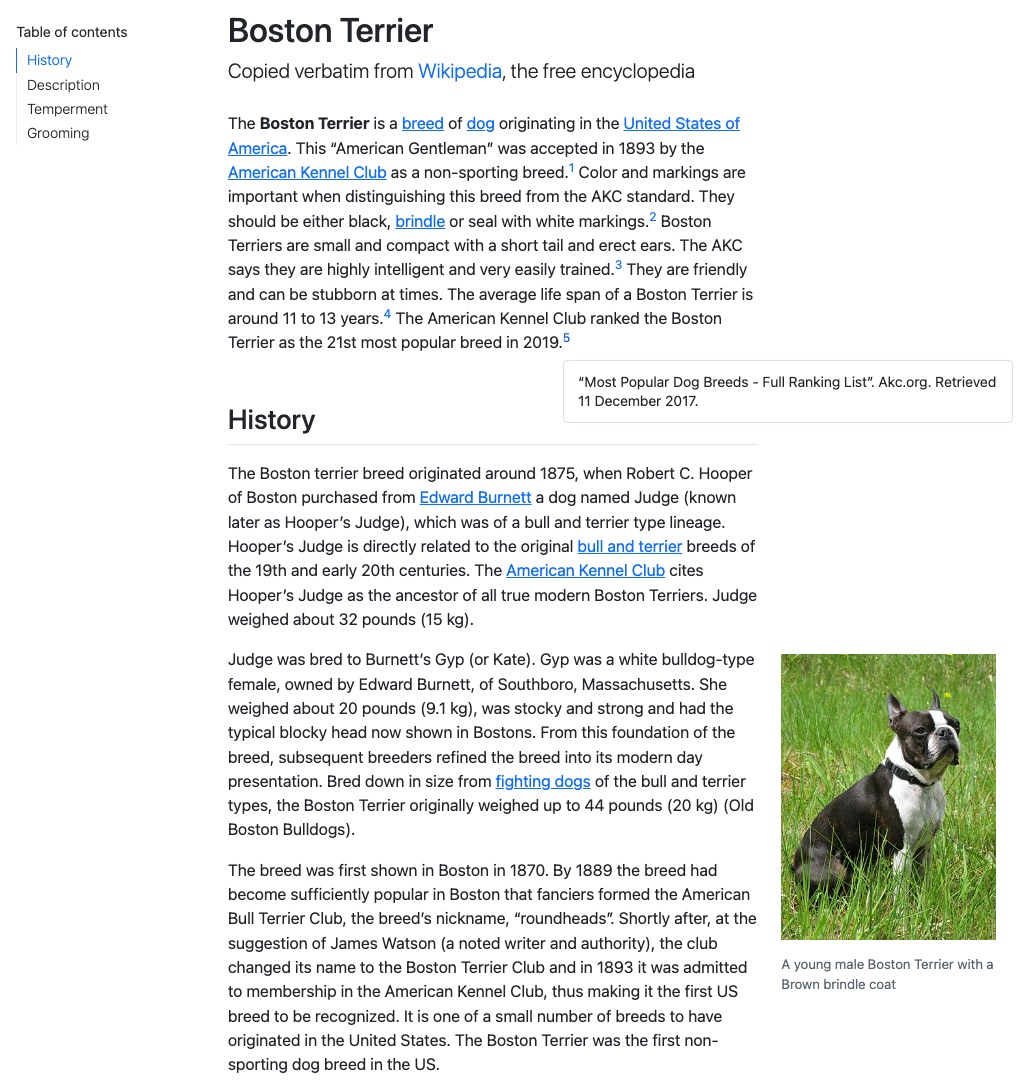 Table of contents
History
Description
Temperment
Grooming
Boston Terrier
Copied verbatim from Wikipedia, the free encyclopedia
The Boston Terrier is a breed of dog originating in the United States of
America. This “American Gentleman” was accepted in 1893 by the
American Kennel Club as a non-sporting breed.1 Color and markings are
important when distinguishing this breed from the AKC standard. They
should be either black, brindle or seal with white markings.2 Boston
Terriers are small and compact with a short tail and erect ears. The AKC
says they are highly intelligent and very easily trained.3 They are friendly
and can be stubborn at times. The average life span of a Boston Terrier is
around 11 to 13 years.4 The American Kennel Club ranked the Boston
Terrier as the 21st most popular breed in 2019.5
“Most Popular Dog Breeds - Full Ranking List”. Akc.org. Retrieved
11 December 2017.
History
The Boston terrier breed originated around 1875, when Robert C. Hooper
of Boston purchased from Edward Burnett a dog named Judge (known
later as Hooper’s Judge), which was of a bull and terrier type lineage.
Hooper’s Judge is directly related to the original bull and terrier breeds of
the 19th and early 20th centuries. The American Kennel Club cites
Hooper’s Judge as the ancestor of all true modern Boston Terriers. Judge
weighed about 32 pounds (15 kg).
Judge was bred to Burnett’s Gyp (or Kate). Gyp was a white bulldog-type
female, owned by Edward Burnett, of Southboro, Massachusetts. She
weighed about 20 pounds (9.1 kg), was stocky and strong and had the
typical blocky head now shown in Bostons. From this foundation of the
breed, subsequent breeders refined the breed into its modern day
presentation. Bred down in size from fighting dogs of the bull and terrier
types, the Boston Terrier originally weighed up to 44 pounds (20 kg) (Old
Boston Bulldogs).
The breed was first shown in Boston in 1870. By 1889 the breed had
become sufficiently popular in Boston that fanciers formed the American
Bull Terrier Club, the breed’s nickname, “roundheads”. Shortly after, at the
suggestion of James Watson (a noted writer and authority), the club
changed its name to the Boston Terrier Club and in 1893 it was admitted
to membership in the American Kennel Club, thus making it the first US
breed to be recognized. It is one of a small number of breeds to have
originated in the United States. The Boston Terrier was the first non-
sporting dog breed in the US.
A young male Boston Terrier with a
Brown brindle coat